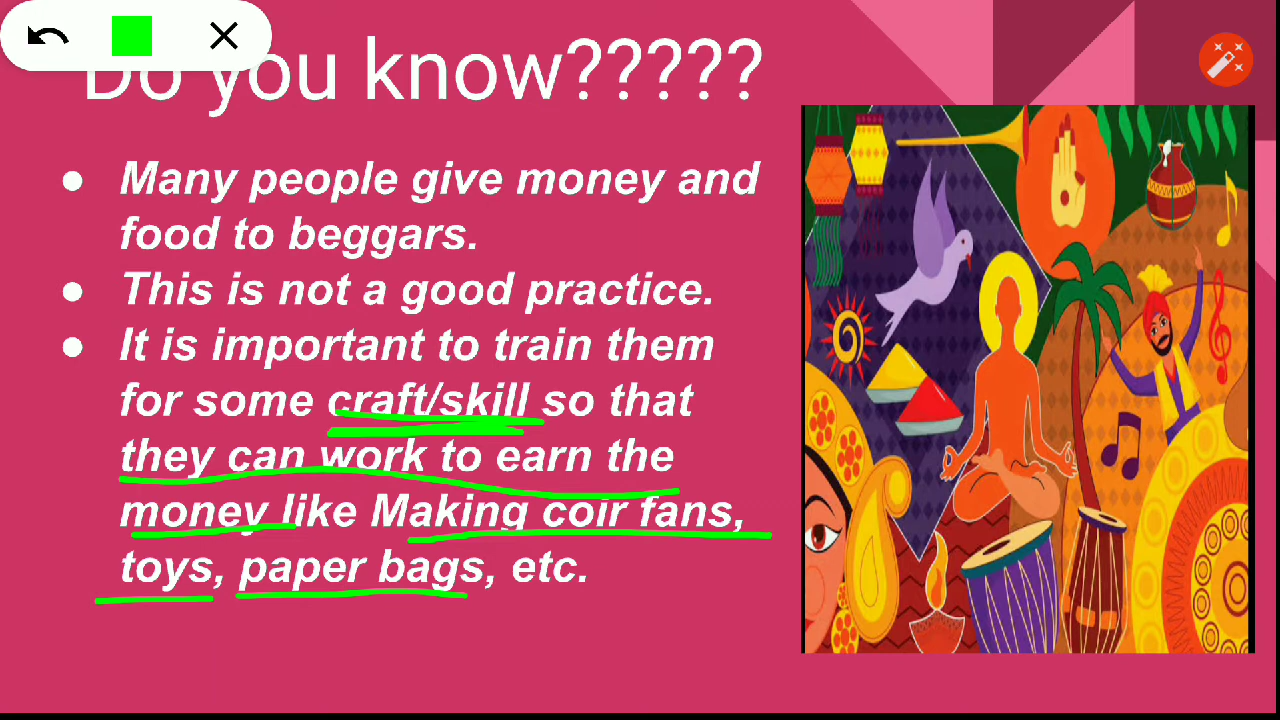 Do you know?????
● Many people give money and
food to beggars.
● This is not a good practice.
● It is important to train them
for some craft/skill so that
they can work to earn the
money like Making coir fans,
toys, paper bags, etc.